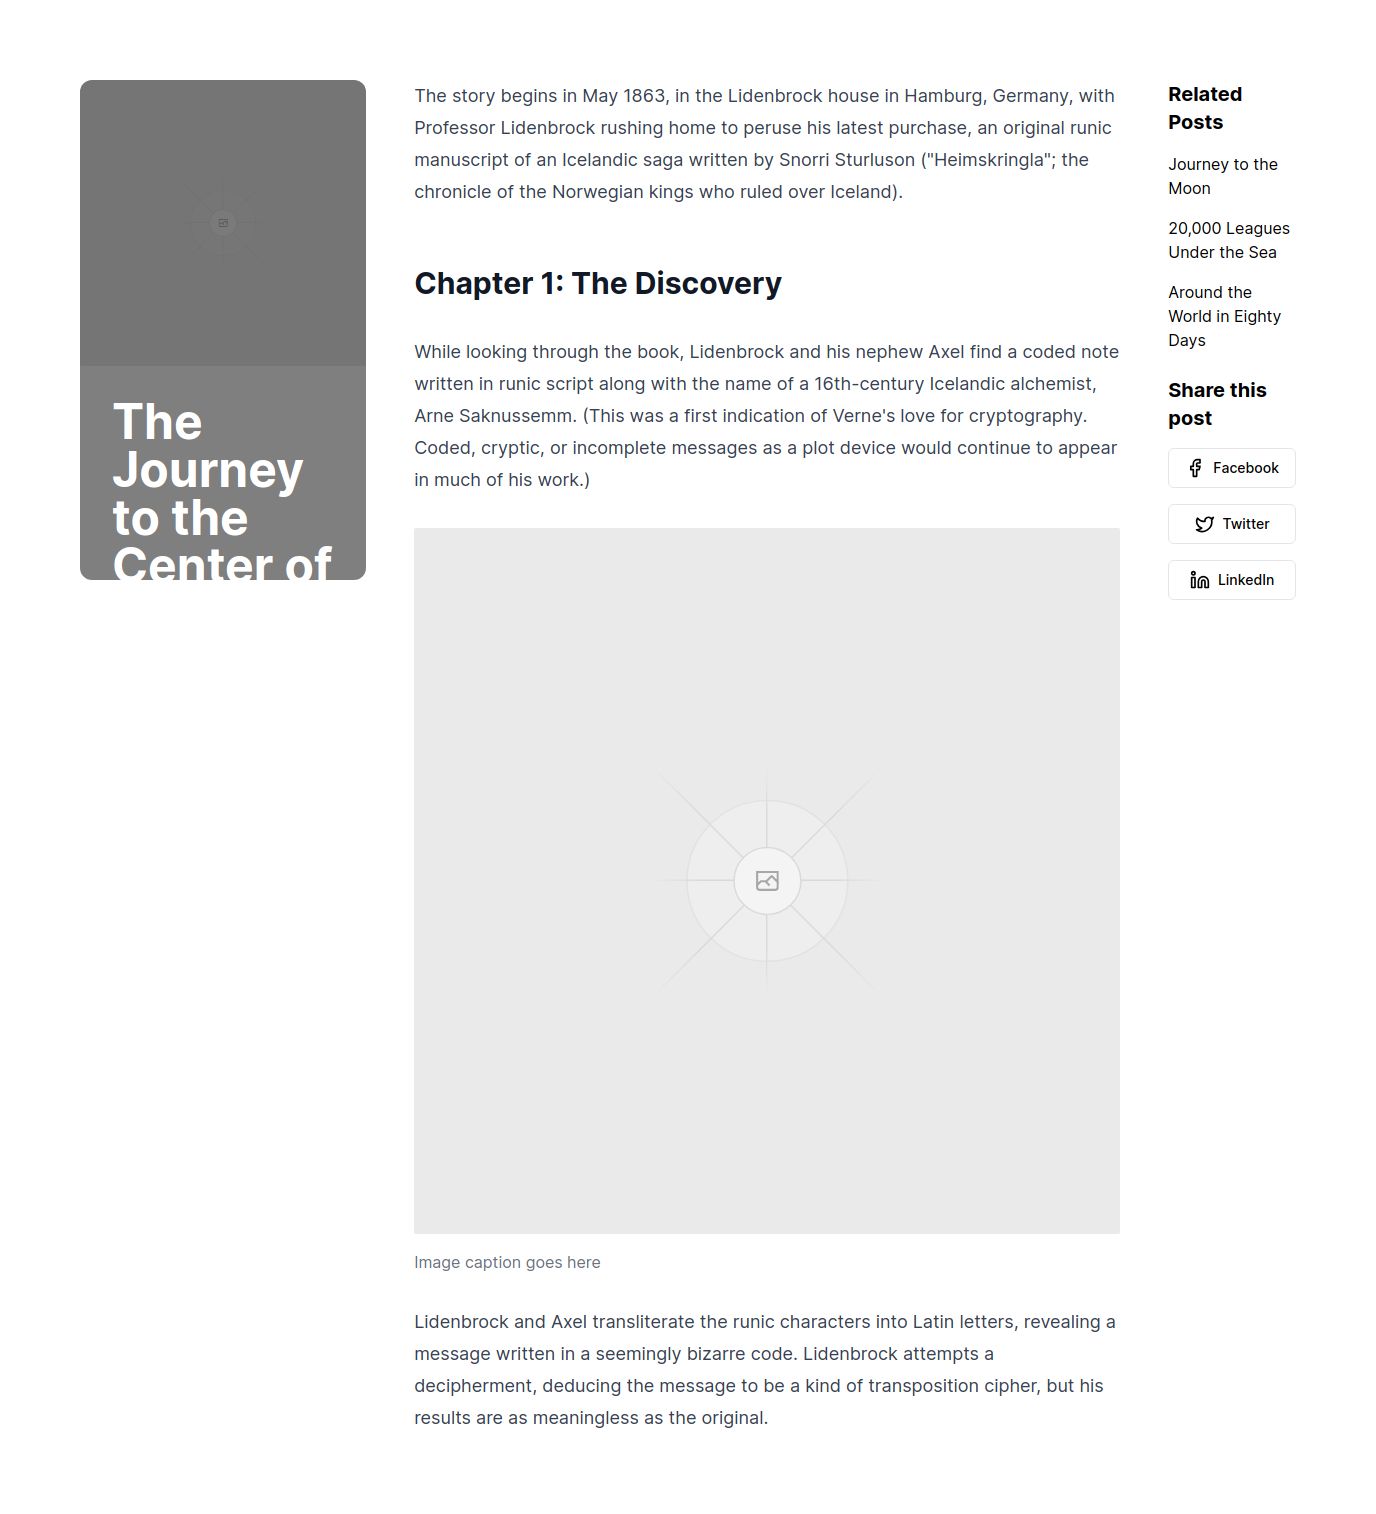 The
Journey
to the
Center of
The story begins in May 1863, in the Lidenbrock house in Hamburg, Germany, with
Professor Lidenbrock rushing home to peruse his latest purchase, an original runic
manuscript of an Icelandic saga written by Snorri Sturluson ("Heimskringla"; the
chronicle of the Norwegian kings who ruled over Iceland).
Chapter 1: The Discovery
While looking through the book, Lidenbrock and his nephew Axel find a coded note
written in runic script along with the name of a 16th-century Icelandic alchemist,
Arne Saknussemm. (This was a first indication of Verne's love for cryptography.
Coded, cryptic, or incomplete messages as a plot device would continue to appear
in much of his work.)
Image caption goes here
Lidenbrock and Axel transliterate the runic characters into Latin letters, revealing a
message written in a seemingly bizarre code. Lidenbrock attempts a
decipherment, deducing the message to be a kind of transposition cipher, but his
results are as meaningless as the original.
Related
Posts
Journey to the
Moon
20,000 Leagues
Under the Sea
Around the
World in Eighty
Days
Share this
post
Facebook
Twitter
LinkedIn